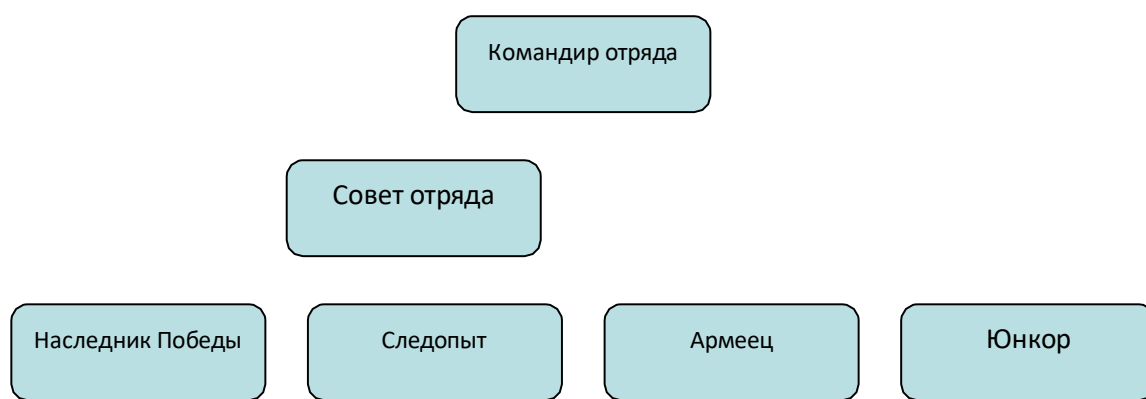 Командир отряда
Совет отряда
Наследник Победы
Следопыт
Армеец
Юнкор